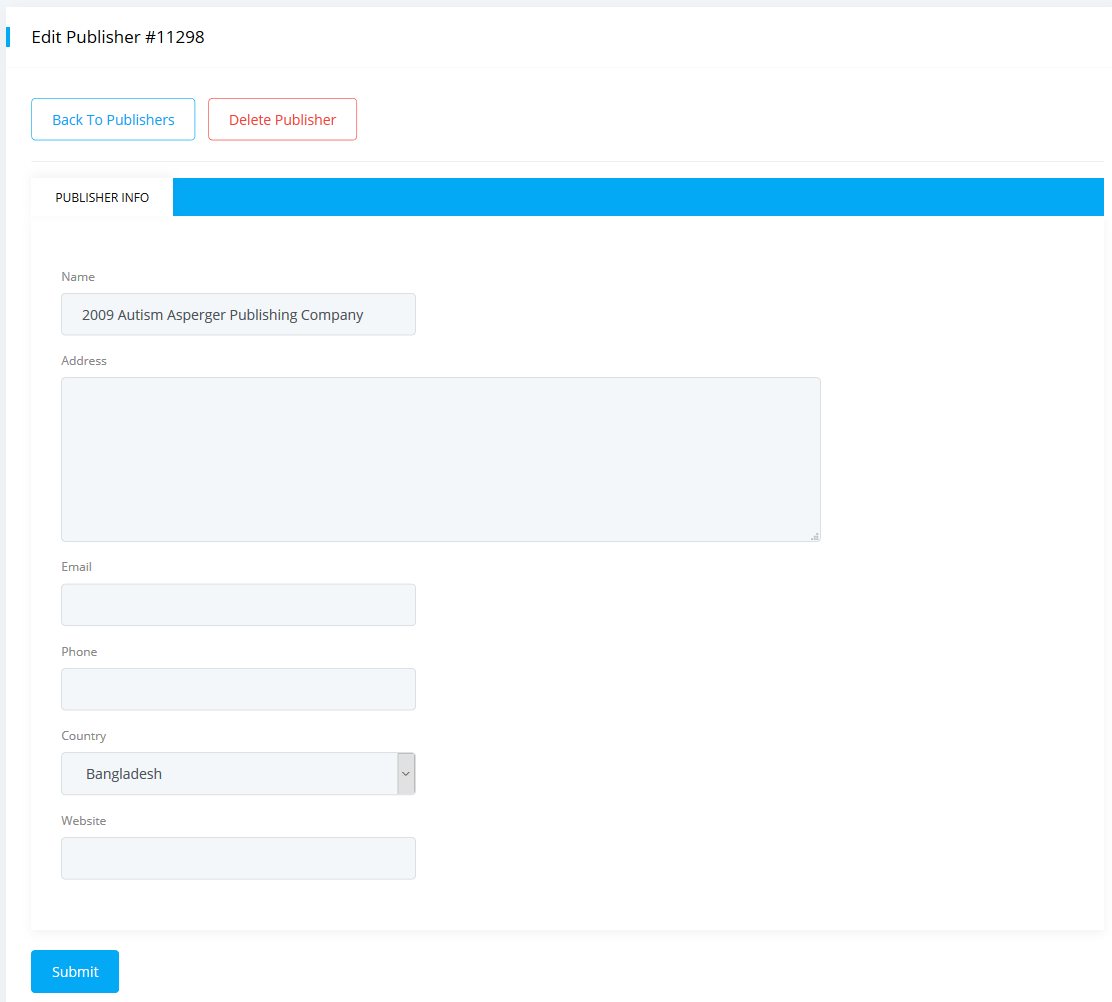 Edit Publisher #11298
Back To Publishers
Delete Publisher
PUBLISHER INFO
Name
2009 Autism Asperger Publishing Company
Address
Email
Phone
Country
Bangladesh
Website
Submit